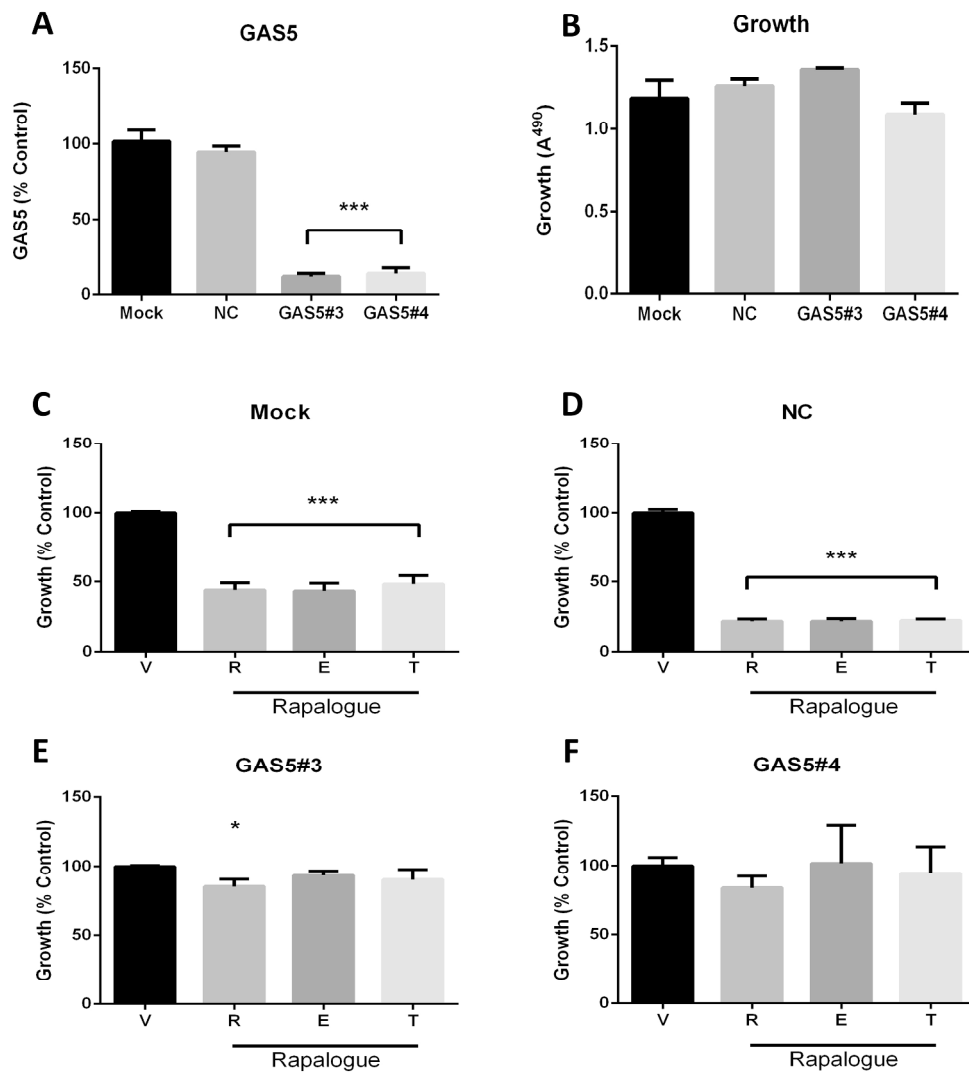 A
GAS5
GAS5 (% Control)
150
100
50
0
***
Mock NC GAS5#3 GAS5#4
B
Growth
Growth (A⁴⁹⁰)
1.5
1.0
0.5
0.0
Mock NC GAS5#3 GAS5#4
C
Mock
Growth (% Control)
150
100
50
0
***
V R E T
Rapalogue
D
NC
Growth (% Control)
150
100
50
0
***
V R E T
Rapalogue
E
GAS5#3
Growth (% Control)
150
100
50
0
*
V R E T
Rapalogue
F
GAS5#4
Growth (% Control)
150
100
50
0
V R E T
Rapalogue